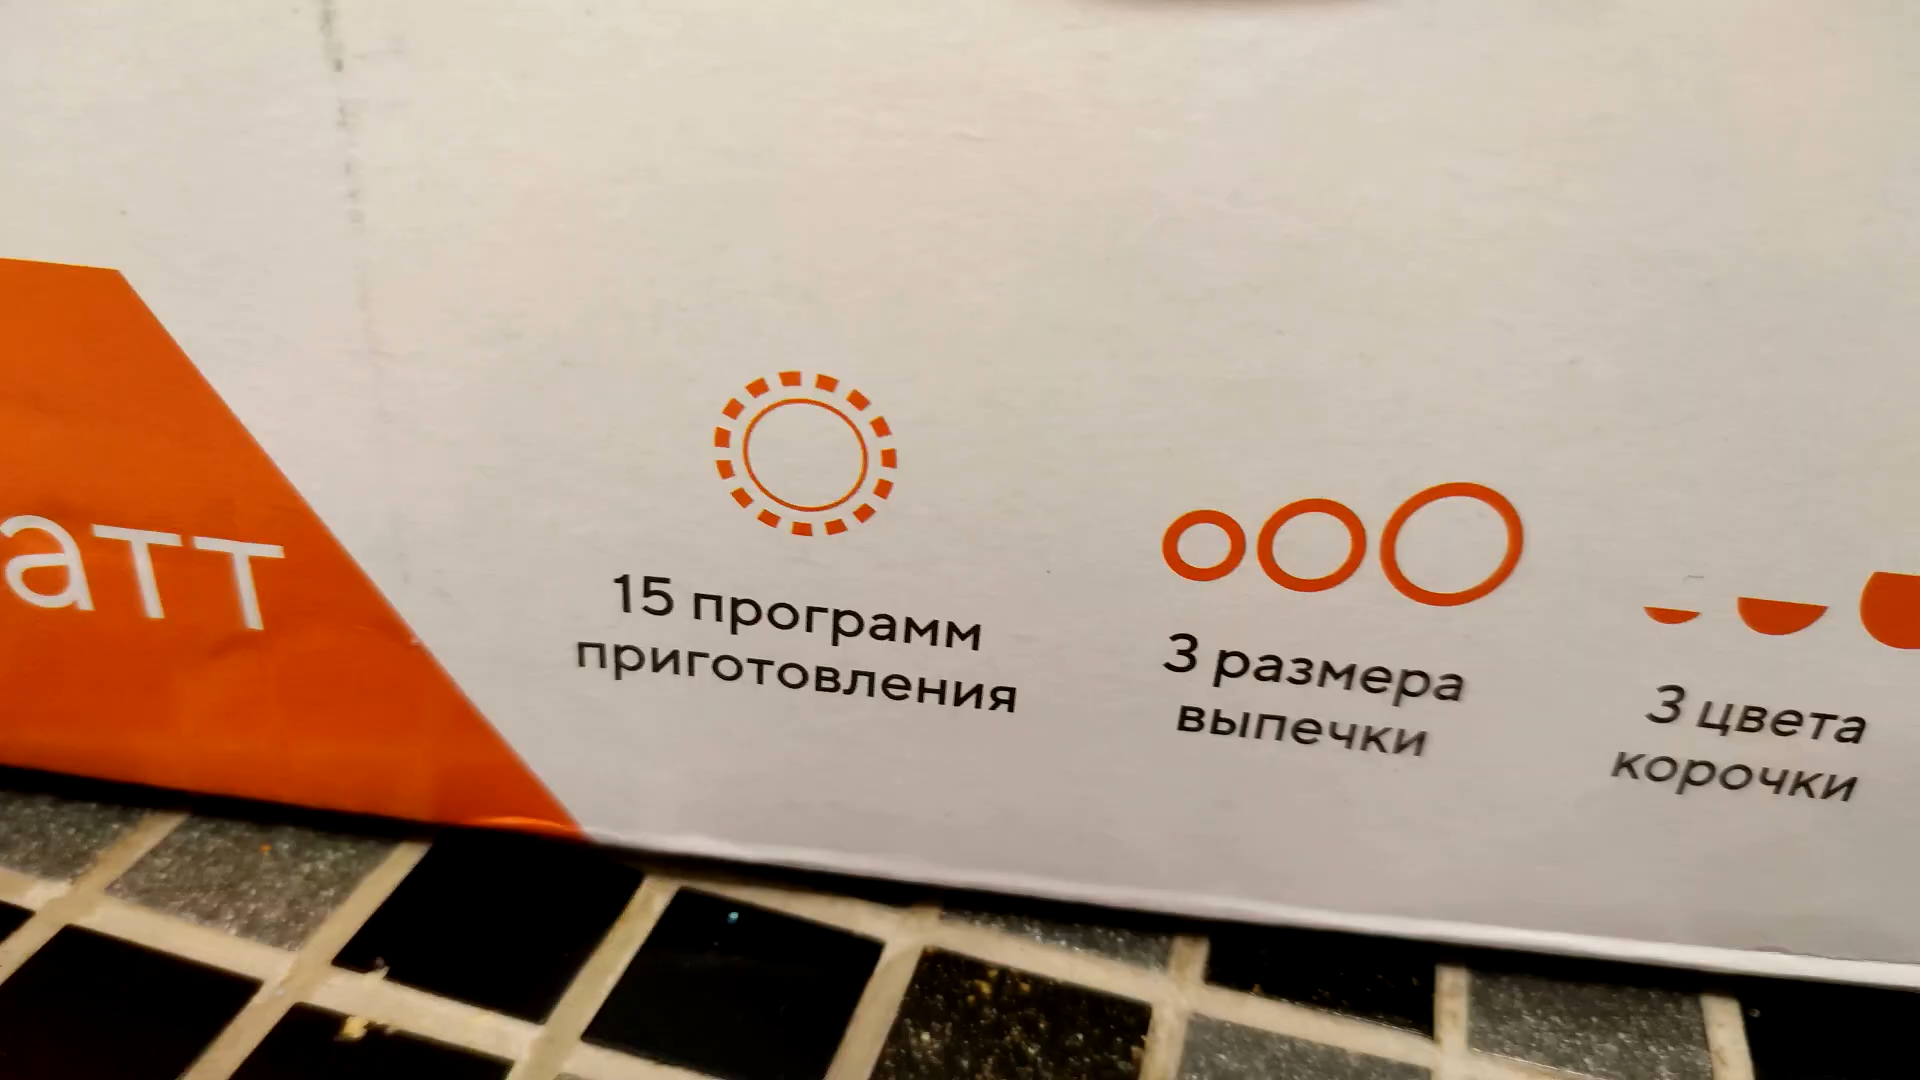 атт
15 программ
приготовления
3 размера
выпечки
3 цвета
корочки